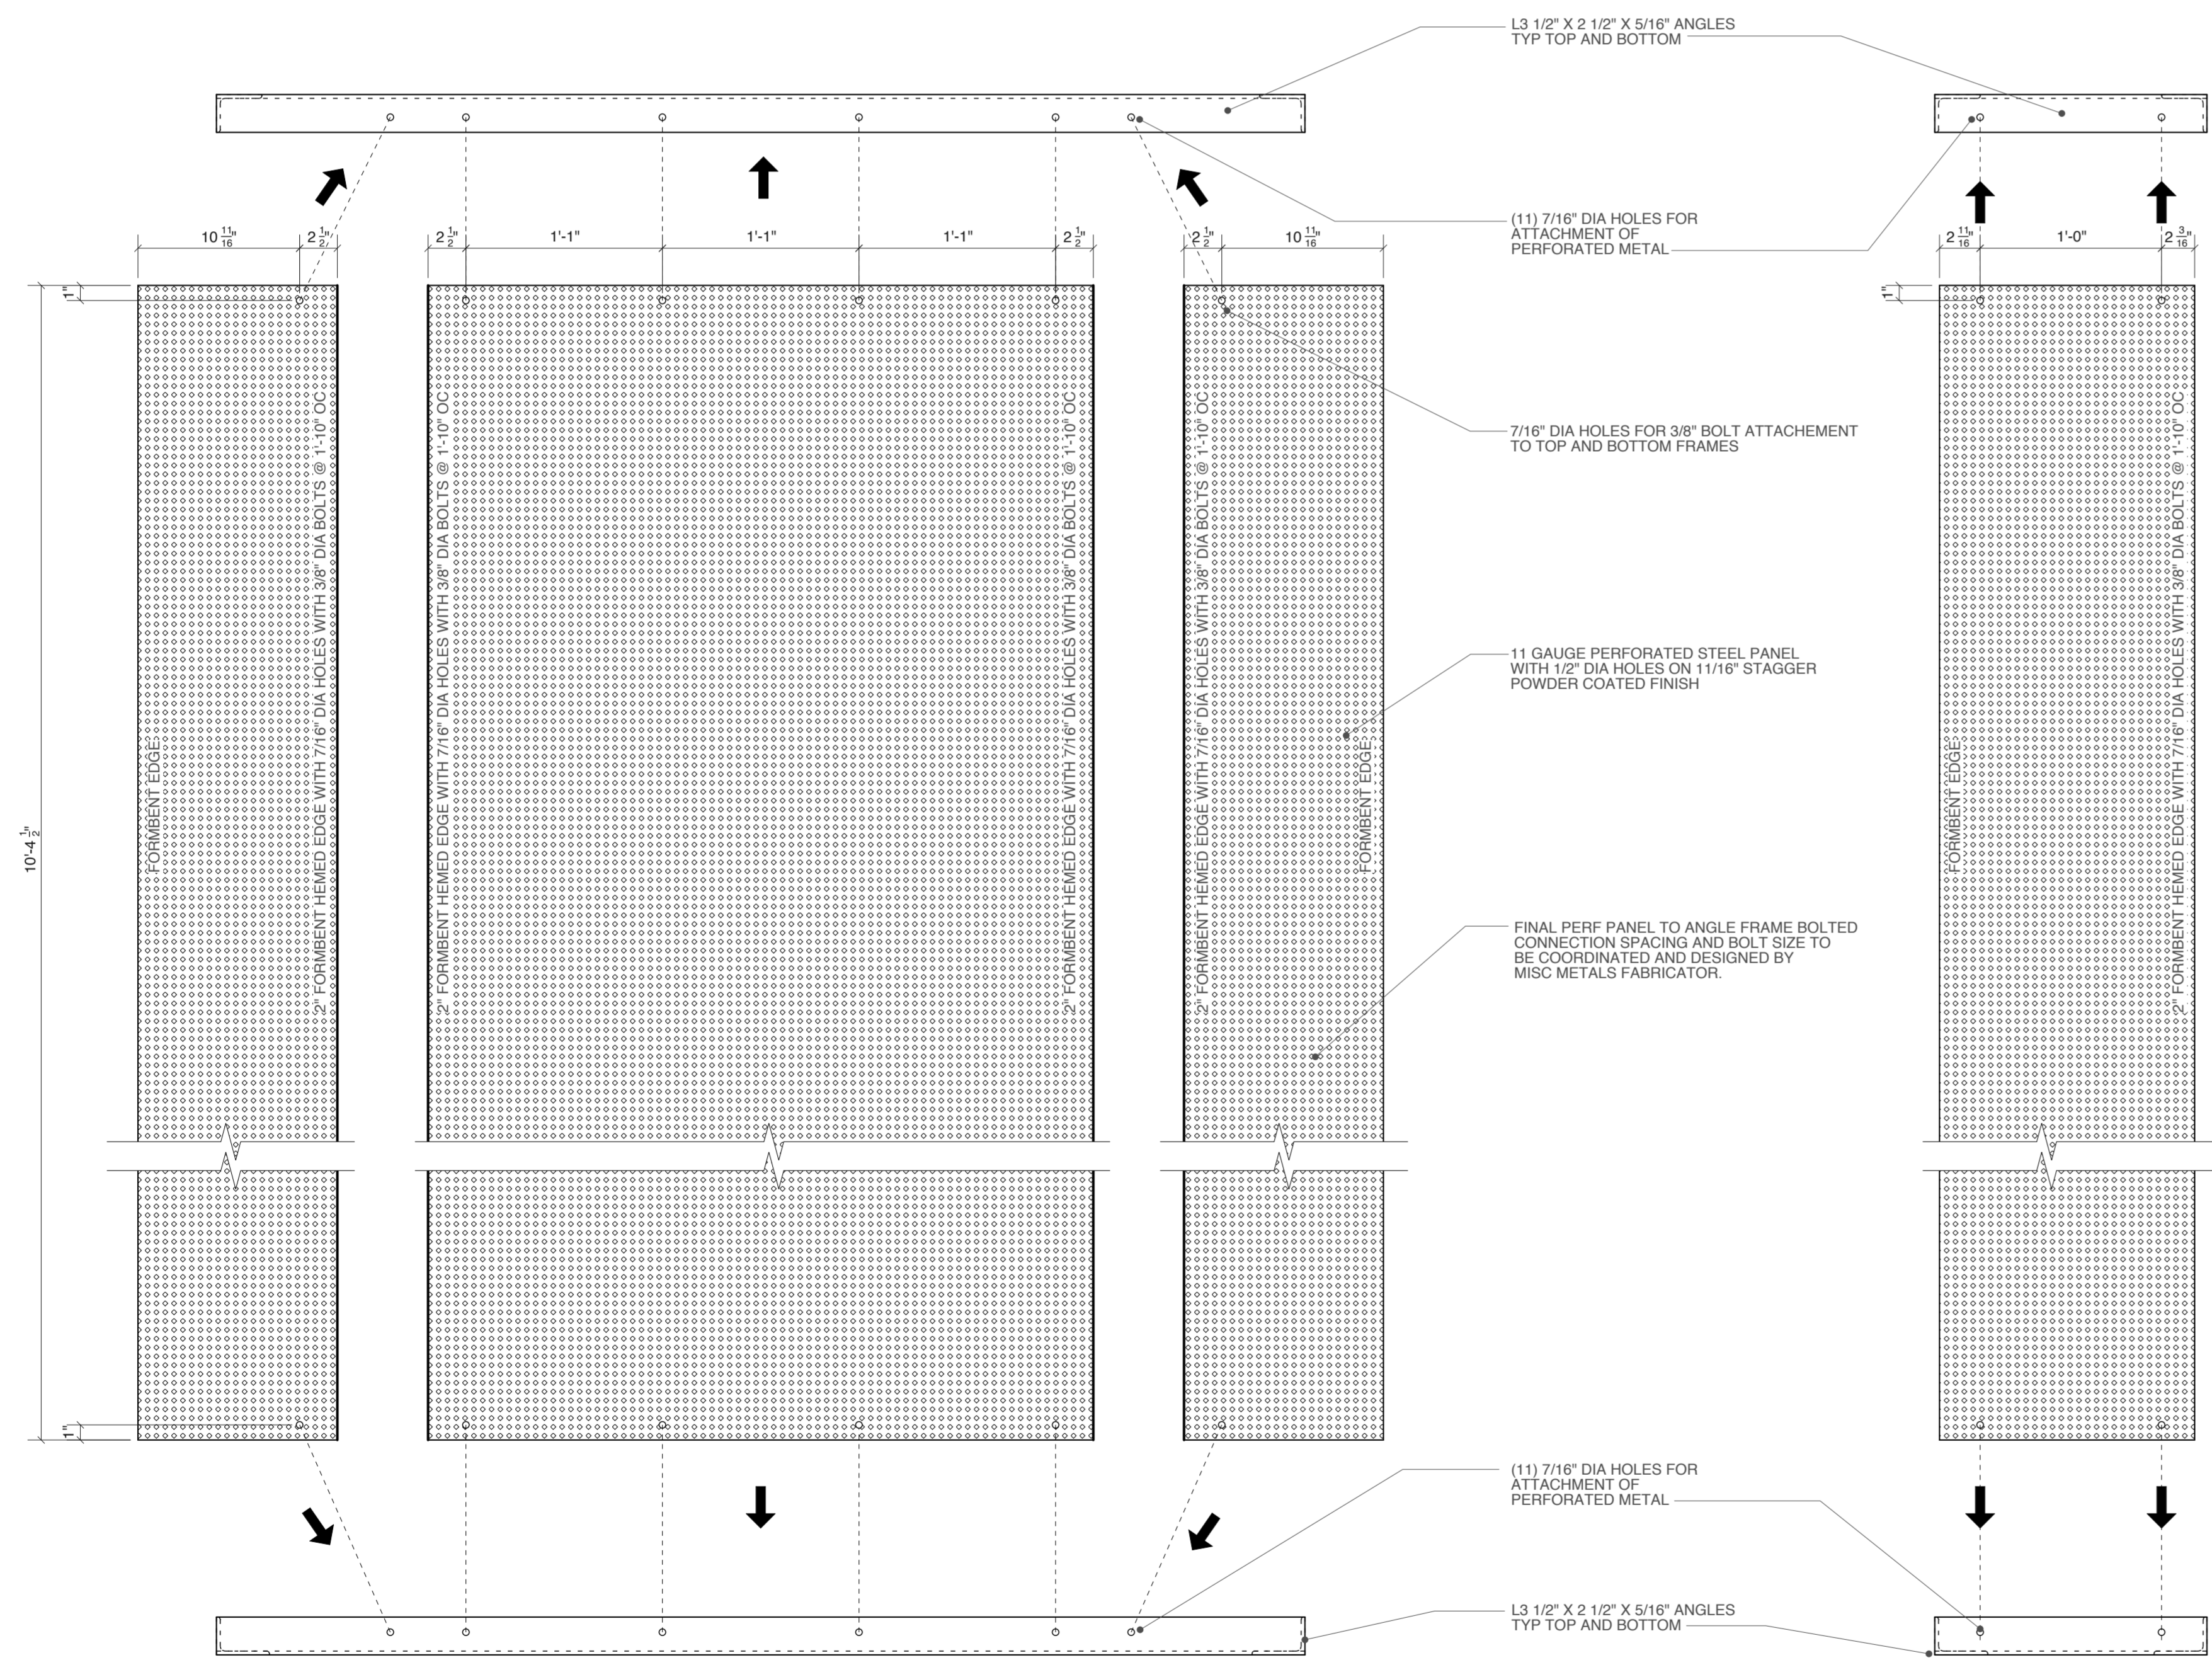 L3 1/2" X 2 1/2" X 5/16" ANGLES
TYP TOP AND BOTTOM
(11) 7/16" DIA HOLES FOR
ATTACHMENT OF
PERFORATED METAL
10 11/16"
2 1/2"
2 1/2"
1'-1"
1'-1"
1'-1"
2 1/2"
2 1/2"
10 11/16"
2 11/16"
1'-0"
2 3/16"
1"
1"
10'-4 1/2"
FORMBENT EDGE
2" FORMBENT HEMED EDGE WITH 7/16" DIA HOLES WITH 3/8" DIA BOLTS @ 1'-10" OC
2" FORMBENT HEMED EDGE WITH 7/16" DIA HOLES WITH 3/8" DIA BOLTS @ 1'-10" OC
2" FORMBENT HEMED EDGE WITH 7/16" DIA HOLES WITH 3/8" DIA BOLTS @ 1'-10" OC
2" FORMBENT HEMED EDGE WITH 7/16" DIA HOLES WITH 3/8" DIA BOLTS @ 1'-10" OC
FORMBENT EDGE
FORMBENT EDGE
2" FORMBENT HEMED EDGE WITH 7/16" DIA HOLES WITH 3/8" DIA BOLTS @ 1'-10" OC
7/16" DIA HOLES FOR 3/8" BOLT ATTACHEMENT
TO TOP AND BOTTOM FRAMES
11 GAUGE PERFORATED STEEL PANEL
WITH 1/2" DIA HOLES ON 11/16" STAGGER
POWDER COATED FINISH
FINAL PERF PANEL TO ANGLE FRAME BOLTED
CONNECTION SPACING AND BOLT SIZE TO
BE COORDINATED AND DESIGNED BY
MISC METALS FABRICATOR.
1"
(11) 7/16" DIA HOLES FOR
ATTACHMENT OF
PERFORATED METAL
L3 1/2" X 2 1/2" X 5/16" ANGLES
TYP TOP AND BOTTOM